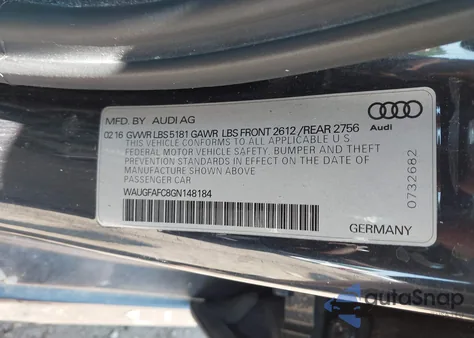 MFD. BY AUDI AG
02 16 GVWR LBS 5181 GAWR LBS FRONT 2612 / REAR 2756
THIS VEHICLE CONFORMS TO ALL APPLICABLE U S
FEDERAL MOTOR VEHICLE SAFETY, BUMPER AND THEFT
PREVENTION STANDARDS IN EFFECT ON THE DATE OF
MANUFACTURE SHOWN ABOVE
PASSENGER CAR
WAUGFAFC8GN148184
Audi
0732682
GERMANY
autoSnap